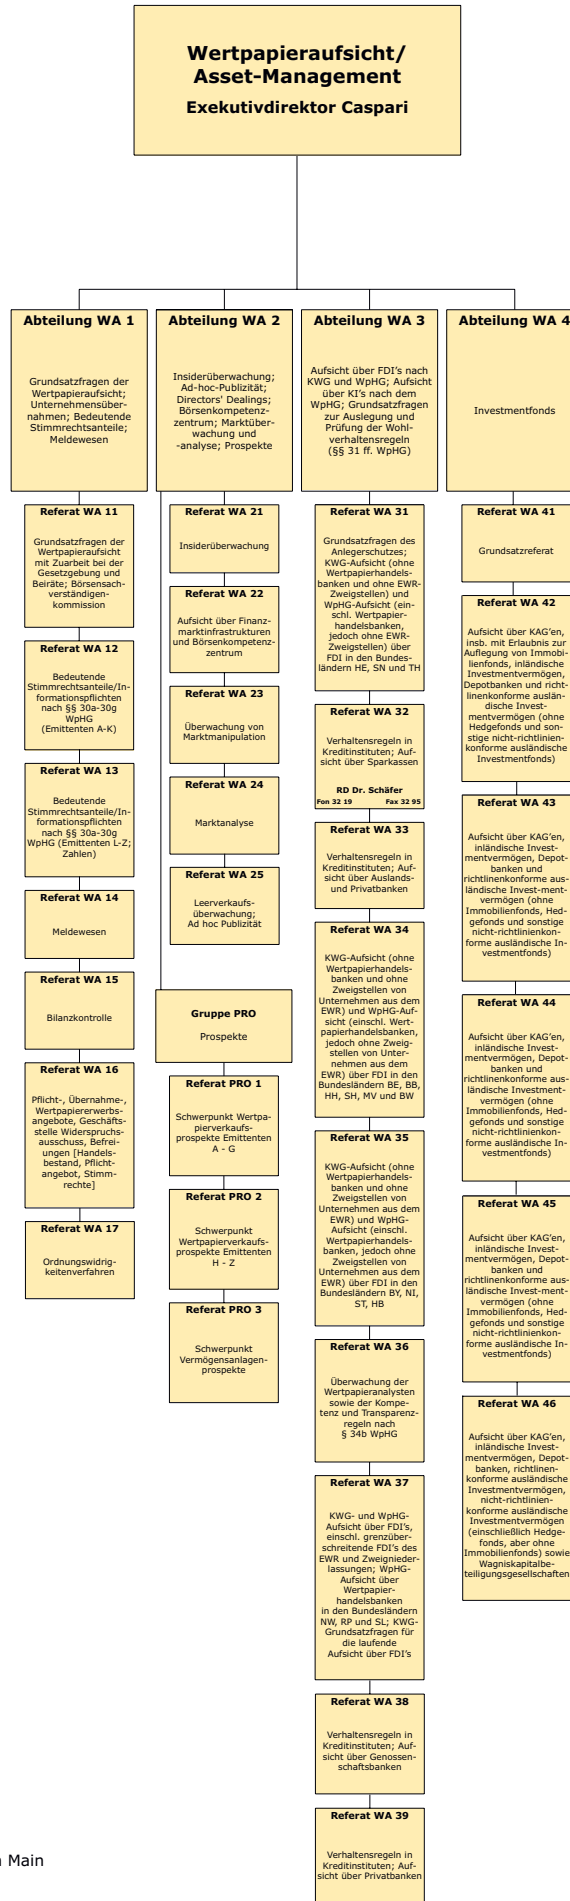 Wertpapieraufsicht/
Asset-Management
Exekutivdirektor Caspari
Abteilung WA 1
Grundsatzfragen der
Wertpapieraufsicht;
Unternehmensüber-
nahmen; Bedeutende
Stimmrechtsanteile;
Meldewesen
Referat WA 11
Grundsatzfragen der
Wertpapieraufsicht
mit Zuarbeit bei der
Gesetzgebung und
Beiräte; Börsensach-
verständigen-
kommission
Referat WA 12
Bedeutende
Stimmrechtsanteile/In-
formationspflichten
nach §§ 30a-30g
WpHG
(Emittenten A-K)
Referat WA 13
Bedeutende
Stimmrechtsanteile/In-
formationspflichten
nach §§ 30a-30g
WpHG (Emittenten L-Z;
Zahlen)
Referat WA 14
Meldewesen
Referat WA 15
Bilanzkontrolle
Referat WA 16
Pflicht-, Übernahme-,
Wertpapiererwerbs-
angebote, Geschäfts-
stelle Widerspruchs-
ausschuss, Befrei-
ungen [Handels-
bestand, Pflicht-
angebot, Stimm-
rechte]
Referat WA 17
Ordnungswidrig-
keitenverfahren
Abteilung WA 2
Insiderüberwachung;
Ad-hoc-Publizität;
Directors' Dealings;
Börsenkompetenz-
zentrum; Marktüber-
wachung und
-analyse; Prospekte
Referat WA 21
Insiderüberwachung
Referat WA 22
Aufsicht über Finanz-
marktinfrastrukturen
und Börsenkompetenz-
zentrum
Referat WA 23
Überwachung von
Marktmanipulation
Referat WA 24
Marktanalyse
Referat WA 25
Leerverkaufs-
überwachung;
Ad hoc Publizität
Gruppe PRO
Prospekte
Referat PRO 1
Schwerpunkt Wertpa-
pierverkaufs-
prospekte Emittenten
A - G
Referat PRO 2
Schwerpunkt
Wertpapierverkaufs-
prospekte Emittenten
H - Z
Referat PRO 3
Schwerpunkt
Vermögensanlagen-
prospekte
Abteilung WA 3
Aufsicht über FDI's nach
KWG und WpHG; Aufsicht
über KI's nach dem
WpHG; Grundsatzfragen
zur Auslegung und
Prüfung der Wohl-
verhaltensregeln
(§§ 31 ff. WpHG)
Referat WA 31
Grundsatzfragen des
Anlegerschutzes;
KWG-Aufsicht (ohne
Wertpapierhandels-
banken und ohne EWR-
Zweigstellen) und
WpHG-Aufsicht (ein-
schl. Wertpapier-
handelsbanken,
jedoch ohne EWR-
Zweigstellen) über
FDI in den Bundes-
ländern HE, SN und TH
Referat WA 32
Verhaltensregeln in
Kreditinstituten; Auf-
sicht über Sparkassen
RD Dr. Schäfer
Fon 32 19 Fax 32 95
Referat WA 33
Verhaltensregeln in
Kreditinstituten; Auf-
sicht über Auslands-
und Privatbanken
Referat WA 34
KWG-Aufsicht (ohne
Wertpapierhandels-
banken und ohne
Zweigstellen von
Unternehmen aus dem
EWR) und WpHG-Auf-
sicht (einschl. Wert-
papierhandelsbanken,
jedoch ohne Zweig-
stellen von Unter-
nehmen aus dem
EWR) über FDI in den
Bundesländern BE, BB,
HH, SH, MV und BW
Referat WA 35
KWG-Aufsicht (ohne
Wertpapierhandels-
banken und ohne
Zweigstellen von
Unternehmen aus dem
EWR) und WpHG-
Aufsicht (einschl.
Wertpapierhandels-
banken, jedoch ohne
Zweigstellen von
Unternehmen aus dem
EWR) über FDI in den
Bundesländern BY, NI,
ST, HB
Referat WA 36
Überwachung der
Wertpapieranalysten
sowie der Kompe-
tenz und Transparenz-
regeln nach
§ 34b WpHG
Referat WA 37
KWG- und WpHG-
Aufsicht über FDI's,
einschl. grenzüber-
schreitende FDI's des
EWR und Zweignieder-
lassungen; WpHG-
Aufsicht über
Wertpapier-
handelsbanken
in den Bundesländern
NW, RP und SL; KWG-
Grundsatzfragen für
die laufende
Aufsicht über FDI's
Referat WA 38
Verhaltensregeln in
Kreditinstituten; Auf-
sicht über Genossen-
schaftsbanken
Referat WA 39
Verhaltensregeln in
Kreditinstituten; Auf-
sicht über Privatbanken
Abteilung WA 4
Investmentfonds
Referat WA 41
Grundsatzreferat
Referat WA 42
Aufsicht über KAG'en,
insb. mit Erlaubnis zur
Auflegung von Immobi-
lienfonds, inländische
Investmentvermögen,
Depotbanken und richt-
linenkonforme auslän-
dische Invest-
mentvermögen (ohne
Hedgefonds und son-
stige nicht-richtlinien-
konforme ausländische
Investmentfonds)
Referat WA 43
Aufsicht über KAG'en,
inländische Invest-
mentvermögen, Depot-
banken und
richtlinenkonforme aus-
ländische Invest-ment-
vermögen (ohne
Immobilienfonds, Hed-
gefonds und sonstige
nicht-richtlinienkon-
forme ausländische In-
vestmentfonds)
Referat WA 44
Aufsicht über KAG'en,
inländische Invest-
mentvermögen, Depot-
banken und
richtlinenkonforme aus-
ländische Investment-
vermögen (ohne
Immobilienfonds, Hed-
gefonds und sonstige
nicht-richtlinienkon-
forme ausländische In-
vestmentfonds)
Referat WA 45
Aufsicht über KAG'en,
inländische Invest-
mentvermögen, Depot-
banken und
richtlinenkonforme aus-
ländische Invest-ment-
vermögen (ohne
Immobilienfonds, Hed-
gefonds und sonstige
nicht-richtlinienkon-
forme ausländische In-
vestmentfonds)
Referat WA 46
Aufsicht über KAG'en,
inländische Invest-
mentvermögen, Depot-
banken, richtlinen-
konforme ausländische
Investmentvermögen,
nicht-richtlinien-
konforme ausländische
Investmentvermögen
(einschließlich Hedge-
fonds, aber ohne
Immobilienfonds) sowie
Wagniskapitalbe-
teiligungsgesellschaften
Main